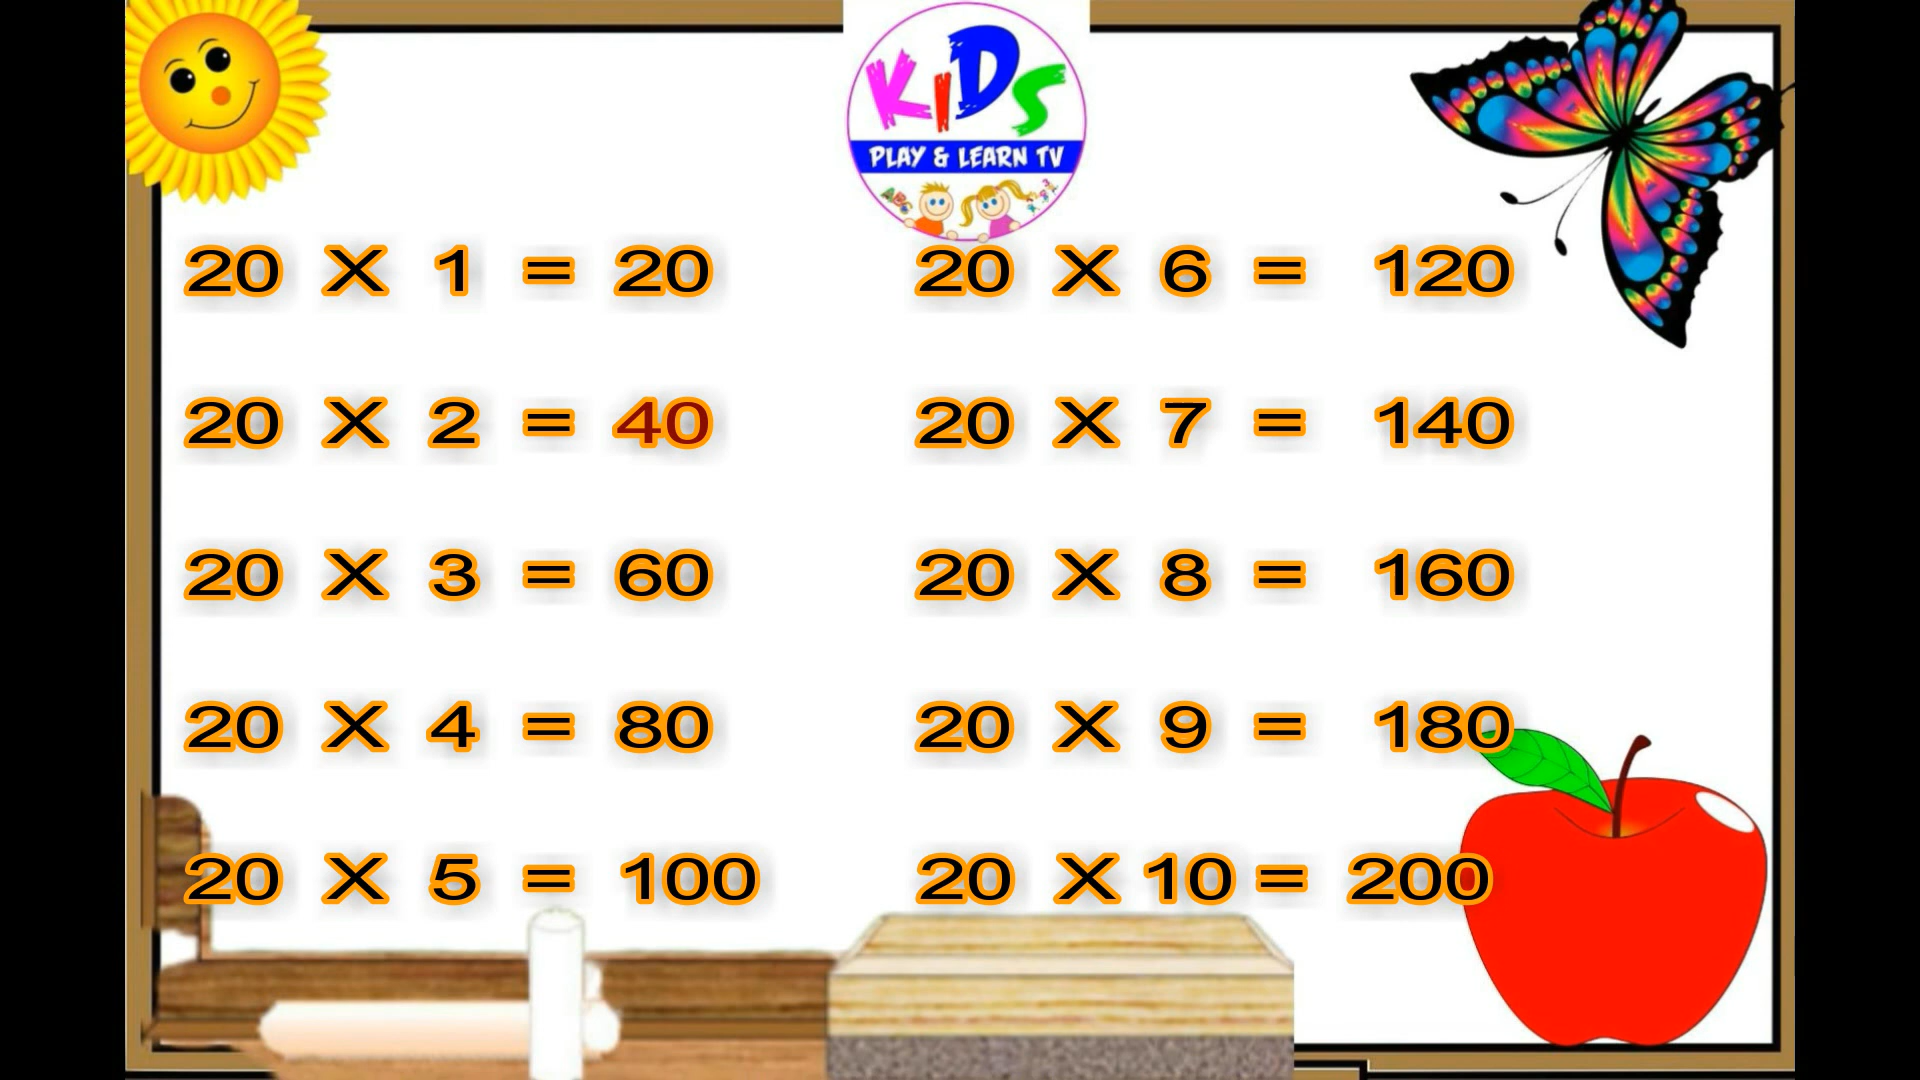 KIDS
PLAY & LEARN TV
ABC
20 X 1 = 20
20 X 2 = 40
20 X 3 = 60
20 X 4 = 80
20 X 5 = 100
20 X 6 = 120
20 X 7 = 140
20 X 8 = 160
20 X 9 = 180
20 X 10 = 200